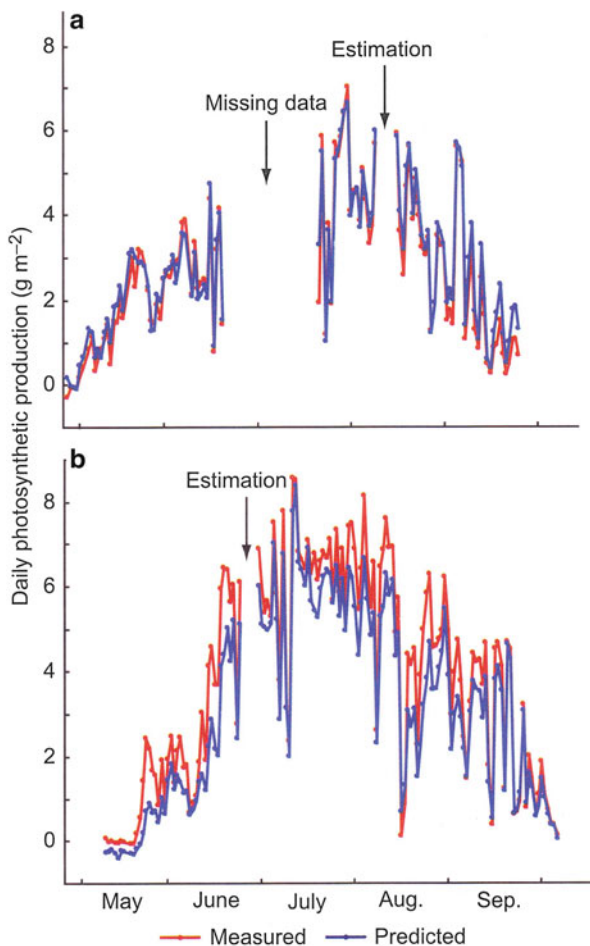 a
8
Estimation
Missing data
6
4
2
0
Daily photosynthetic production (g m−2)
b
Estimation
8
6
4
2
0
May June July Aug. Sep.
Measured Predicted